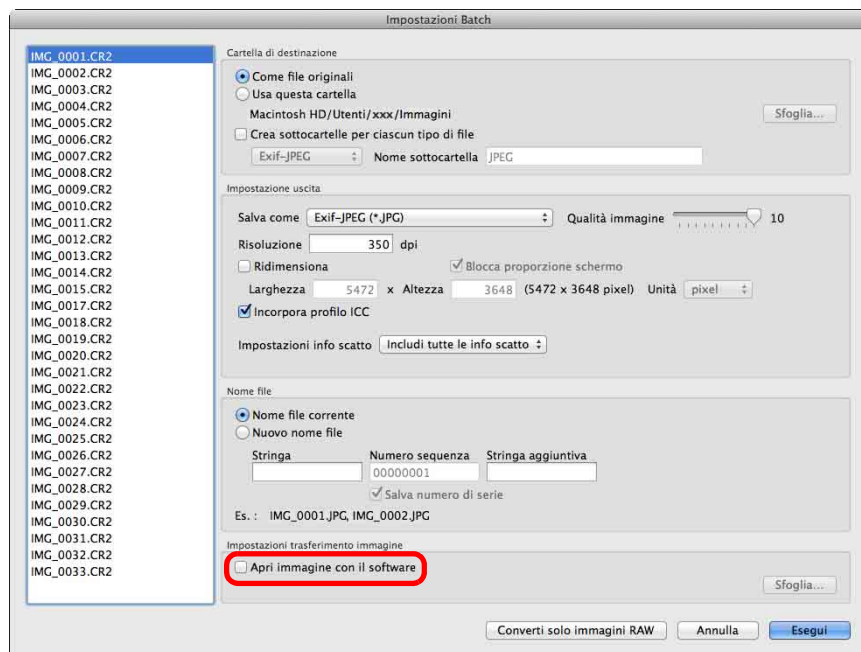 Impostazioni Batch
IMG_0001.CR2
IMG_0002.CR2
IMG_0003.CR2
IMG_0004.CR2
IMG_0005.CR2
IMG_0006.CR2
IMG_0007.CR2
IMG_0008.CR2
IMG_0009.CR2
IMG_0010.CR2
IMG_0011.CR2
IMG_0012.CR2
IMG_0013.CR2
IMG_0014.CR2
IMG_0015.CR2
IMG_0017.CR2
IMG_0018.CR2
IMG_0019.CR2
IMG_0020.CR2
IMG_0021.CR2
IMG_0022.CR2
IMG_0023.CR2
IMG_0024.CR2
IMG_0025.CR2
IMG_0026.CR2
IMG_0027.CR2
IMG_0028.CR2
IMG_0029.CR2
IMG_0030.CR2
IMG_0031.CR2
IMG_0032.CR2
IMG_0033.CR2
Cartella di destinazione
Come file originali
Usa questa cartella
Macintosh HD/Utenti/xxx/Immagini Sfoglia...
Crea sottocartelle per ciascun tipo di file
Exif-JPEG Nome sottocartella JPEG
Impostazione uscita
Salva come Exif-JPEG (*.JPG) Qualità immagine 10
Risoluzione 350 dpi
Ridimensiona Blocca proporzione schermo
Larghezza 5472 x Altezza 3648 (5472 x 3648 pixel) Unità pixel
Incorpora profilo ICC
Impostazioni info scatto Includi tutte le info scatto
Nome file
Nome file corrente
Nuovo nome file
Stringa Numero sequenza Stringa aggiuntiva
00000001
Salva numero di serie
Es. : IMG_0001.JPG, IMG_0002.JPG
Impostazioni trasferimento immagine
Apri immagine con il software
Sfoglia...
Converti solo immagini RAW Annulla Esegui